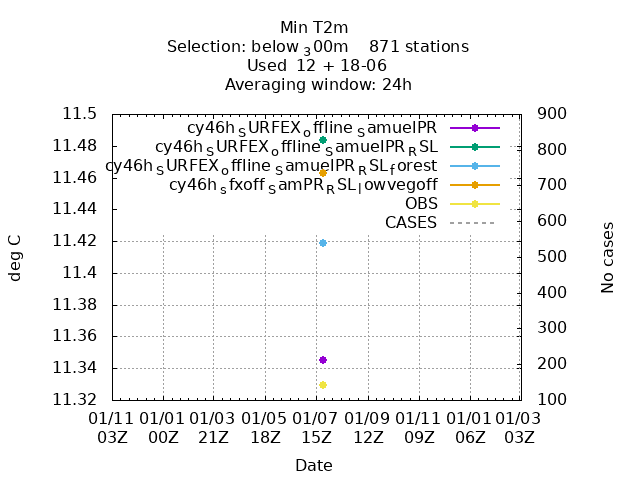 Min T2m
Selection: below ₃00m    871 stations
Used  12 + 18-06
Averaging window: 24h
11.5
11.48
11.46
11.44
11.42
11.4
11.38
11.36
11.34
11.32
deg C
cy46hₛURFEXₒfflineₛamuelPR
cy46hₛURFEXₒfflineₛamuelPRRSL
cy46hₛURFEXₒfflineₛamuelPRRSLforest
cy46hₛfxoffₛamPRRSLₗowvegoff
OBS
CASES
900
800
700
600
500
400
300
200
100
No cases
01/11 01/01 01/03 01/05 01/07 01/09 01/11 01/01 01/03
03Z 00Z 21Z 18Z 15Z 12Z 09Z 06Z 03Z
Date